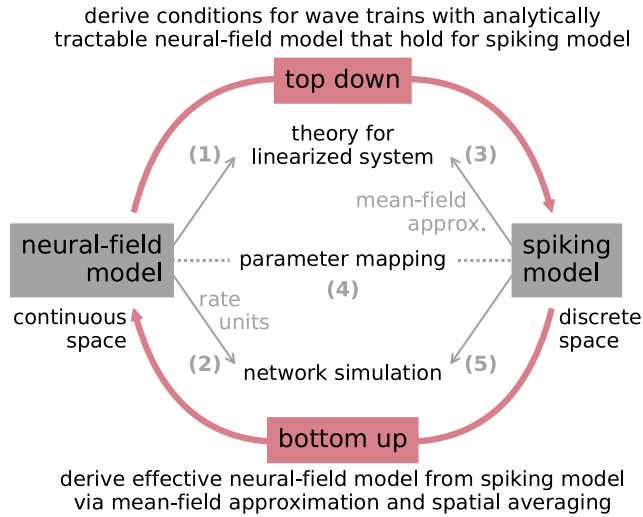 derive conditions for wave trains with analytically
tractable neural-field model that hold for spiking model
top down
theory for
linearized system
(1)
(3)
mean-field
approx.
neural-field
model
parameter mapping
(4)
spiking
model
continuous
space
rate
units
discrete
space
(2)
network simulation
(5)
bottom up
derive effective neural-field model from spiking model
via mean-field approximation and spatial averaging